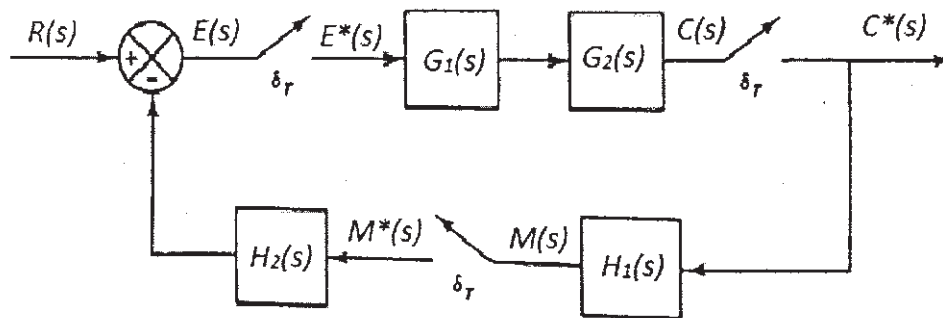 R(s)
+
-
E(s)
δT
E*(s)
G1(s)
G2(s)
C(s)
δT
C*(s)
H2(s)
M*(s)
δT
M(s)
H1(s)